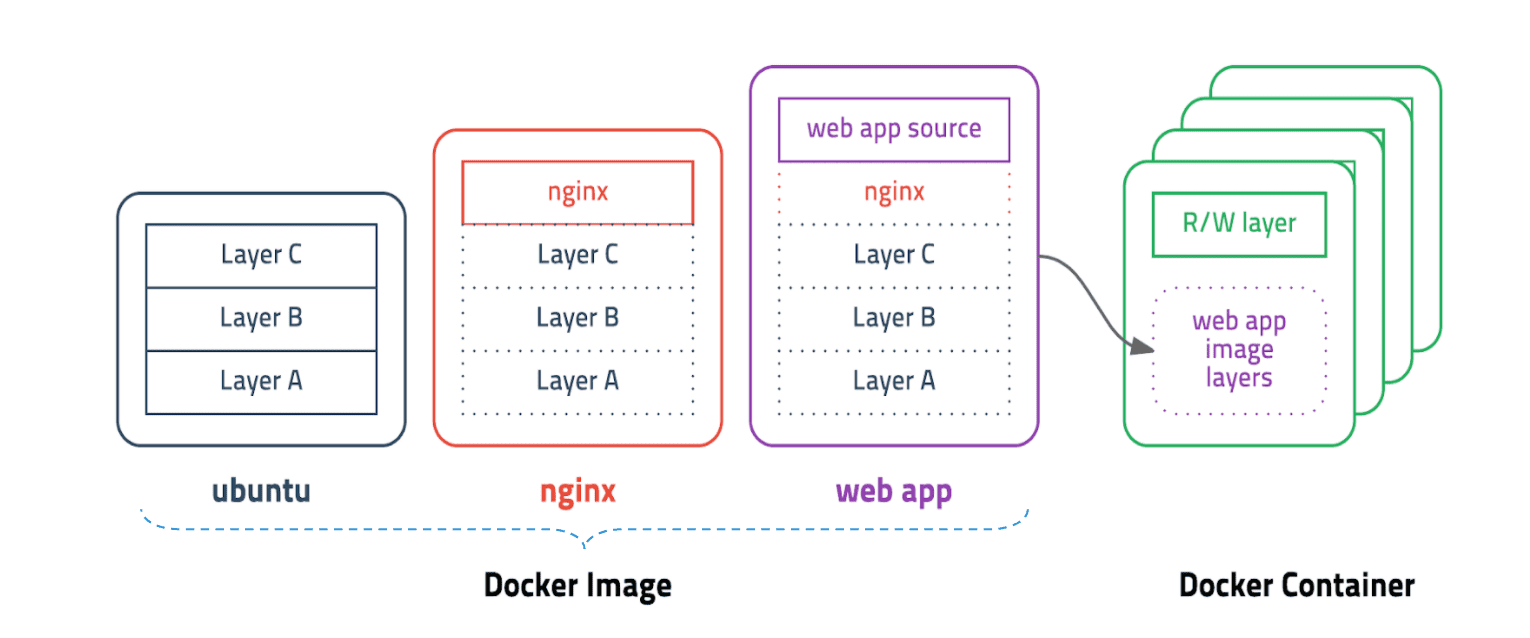 Layer C
Layer B
Layer A
ubuntu
nginx
Layer C
Layer B
Layer A
nginx
web app source
nginx
Layer C
Layer B
Layer A
web app
Docker Image
R/W layer
web app
image
layers
Docker Container